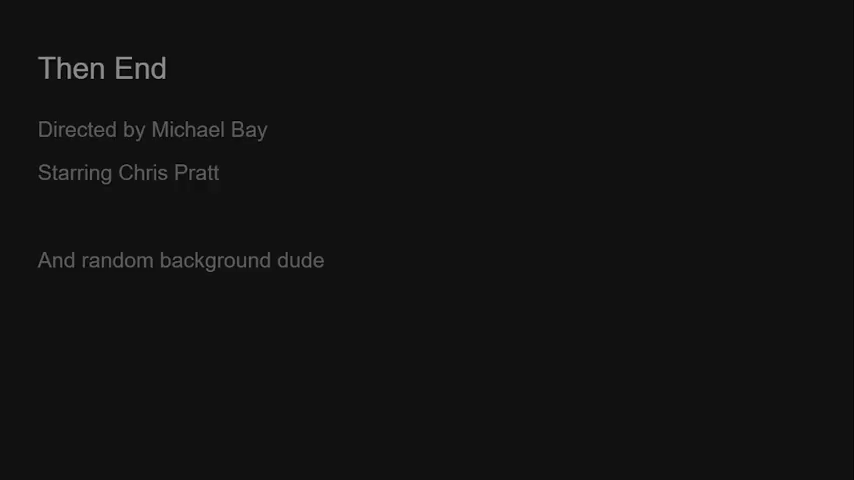 Then End
Directed by Michael Bay
Starring Chris Pratt
And random background dude